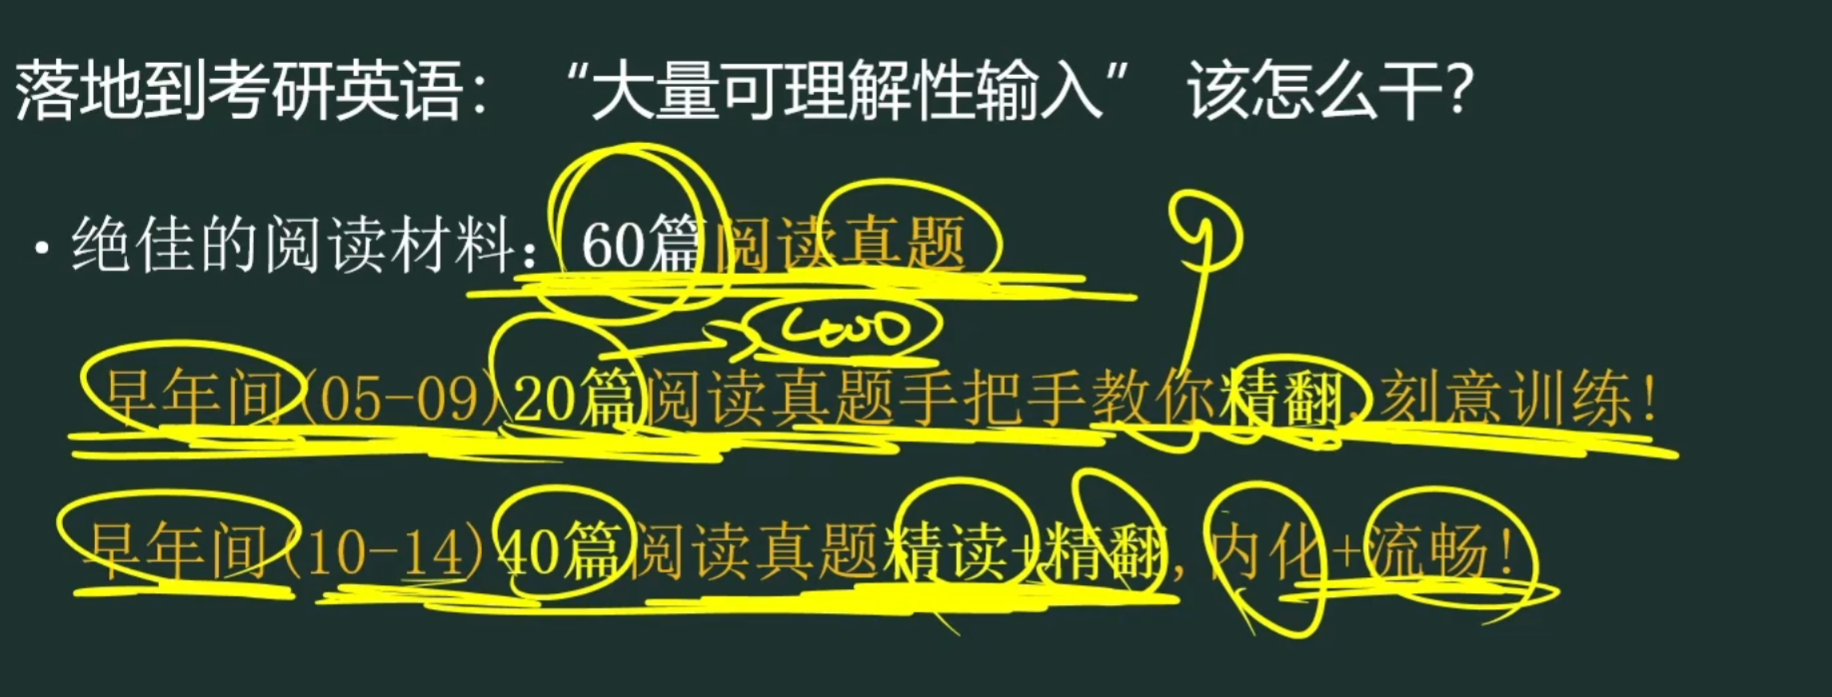 落地到考研英语：“大量可理解性输入” 该怎么干？
• 绝佳的阅读材料：60篇阅读真题
早年间(05-09)20篇阅读真题手把手教你精翻,刻意训练!
早年间(10-14)40篇阅读真题精读+精翻,内化+流畅!